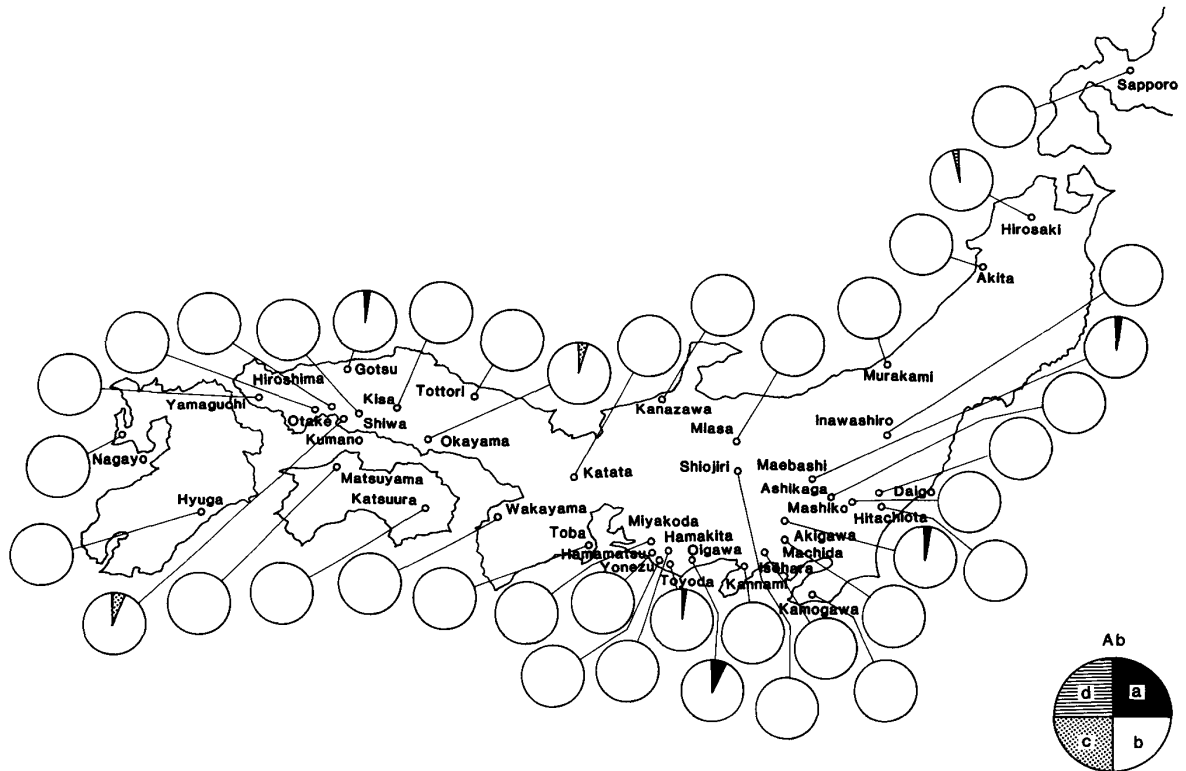 Sapporo
Hirosaki
Akita
Murakami
Gotsu
Hiroshima
Kisa
Tottori
Yamaguchi
Otake
Shiwa
Kumano
Okayama
Kanazawa
Miasa
Inawashiro
Nagayo
Matsuyama
Katata
Shiojiri
Maebashi
Ashikaga
Daigo
Mashiko
Hitachiota
Hyuga
Katsuura
Wakayama
Toba
Miyakoda
Hamakita
Hamamatsu
Oigawa
Yonezu
Toyoda
Akigawa
Machida
Isehara
Kannami
Kamogawa
Ab
d a
c b